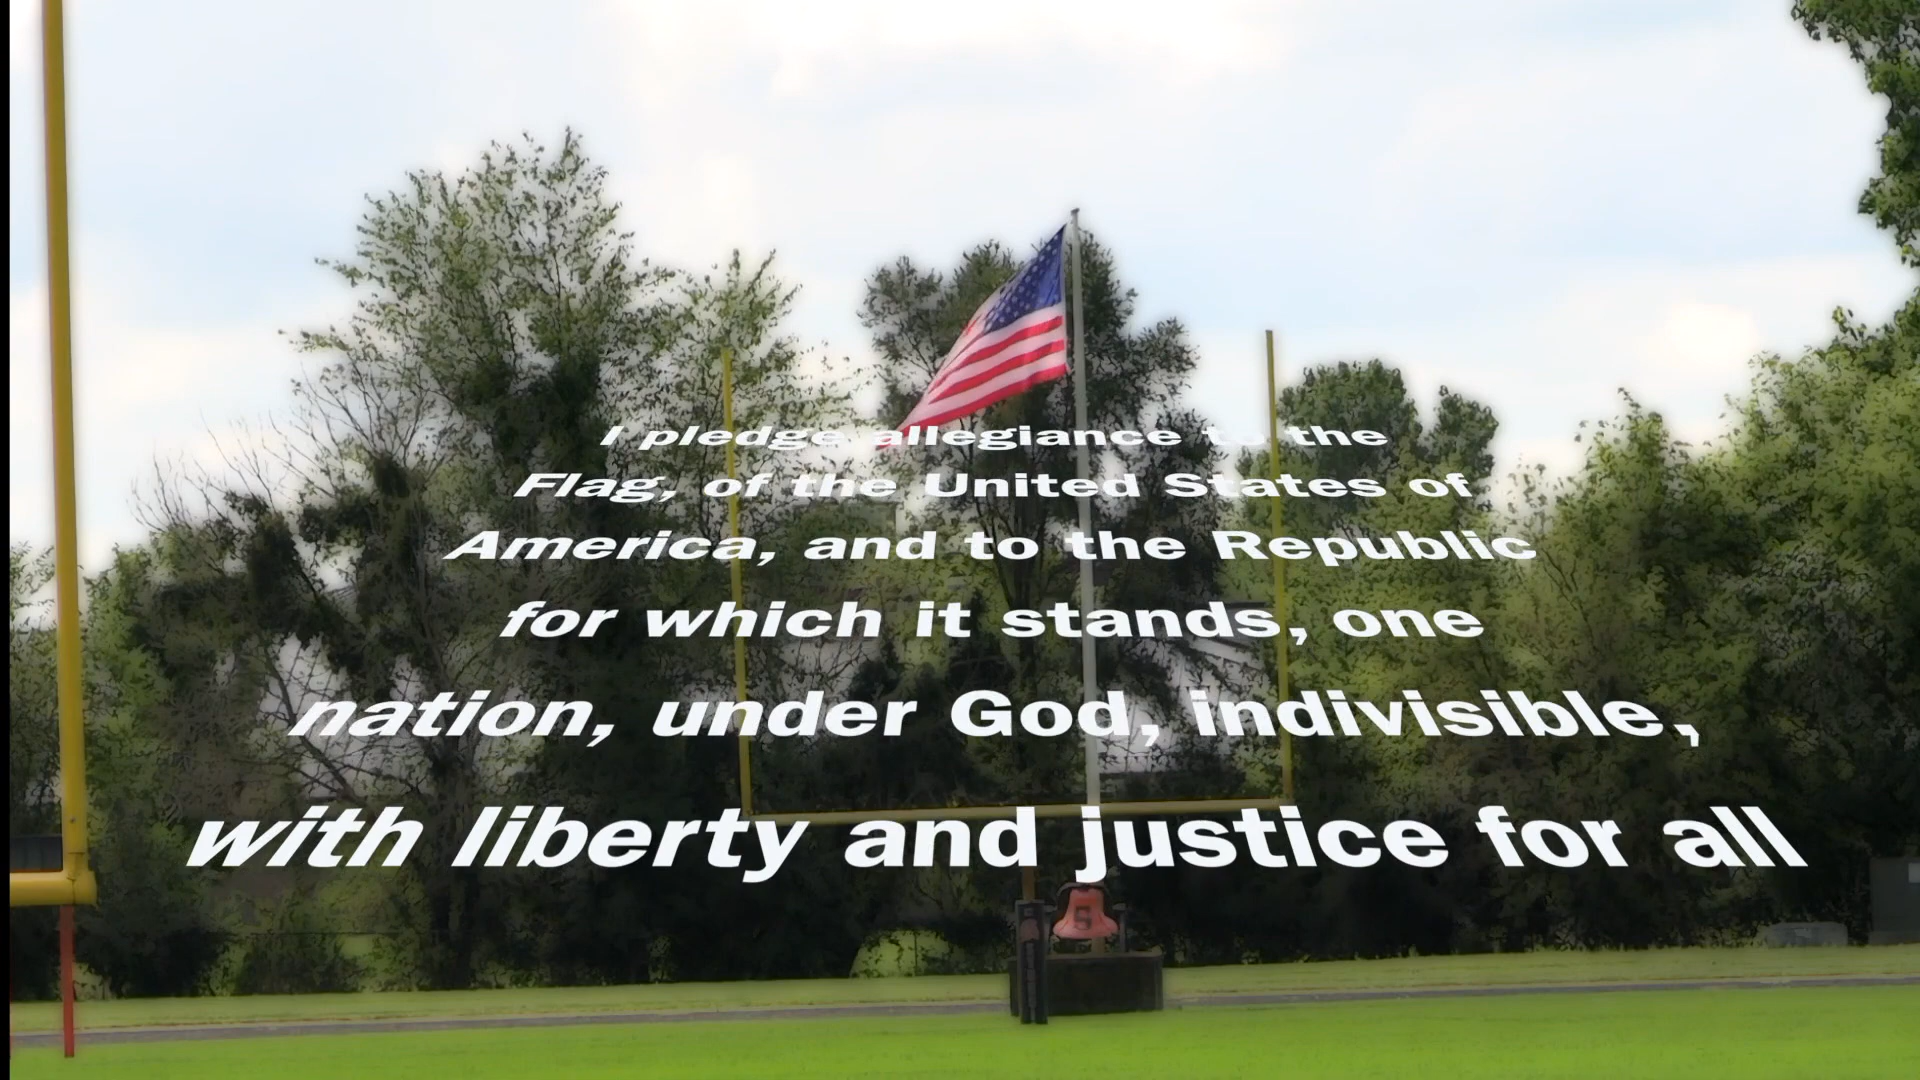 I pledge allegiance to the
Flag, of the United States of
America, and to the Republic
for which it stands, one
nation, under God, indivisible,
with liberty and justice for all
S